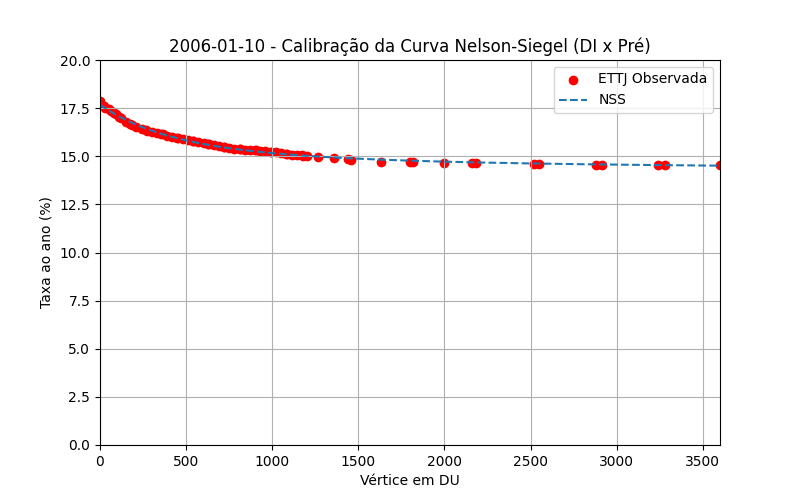 2006-01-10 - Calibração da Curva Nelson-Siegel (DI x Pré)
ETTJ Observada
NSS
20.0
17.5
15.0
12.5
10.0
7.5
5.0
2.5
0.0
Taxa ao ano (%)
0 500 1000 1500 2000 2500 3000 3500
Vértice em DU